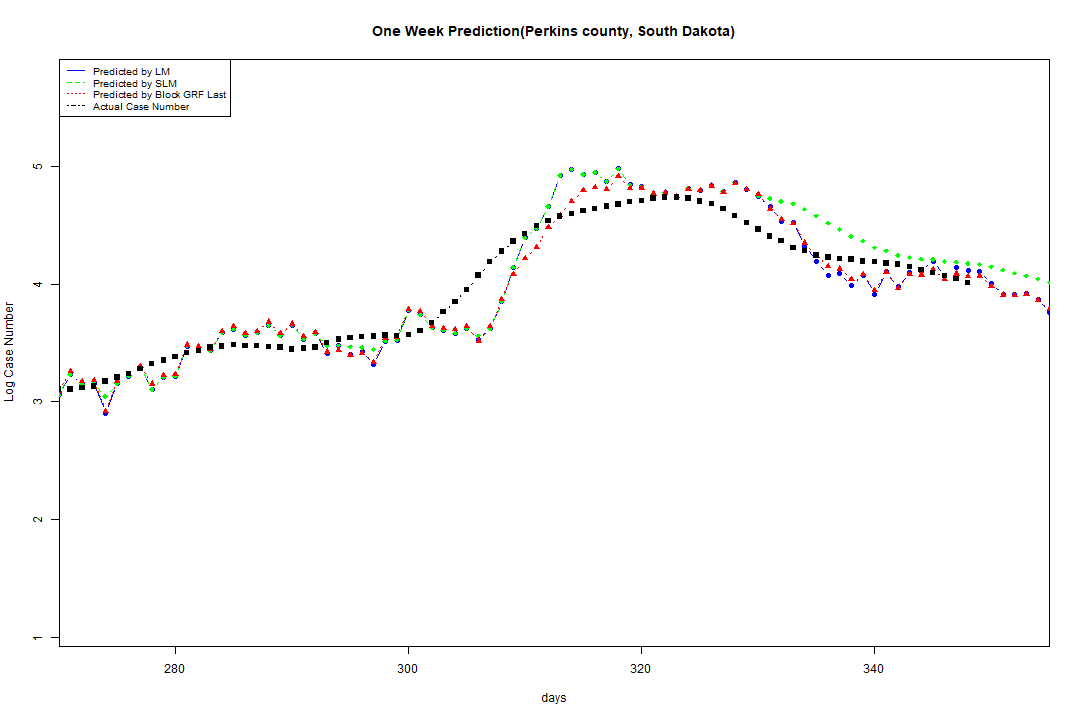 One Week Prediction(Perkins county, South Dakota)
Predicted by LM
Predicted by SLM
Predicted by Block GRF Last
Actual Case Number
5
4
3
2
1
Log Case Number
280 300 320 340
days